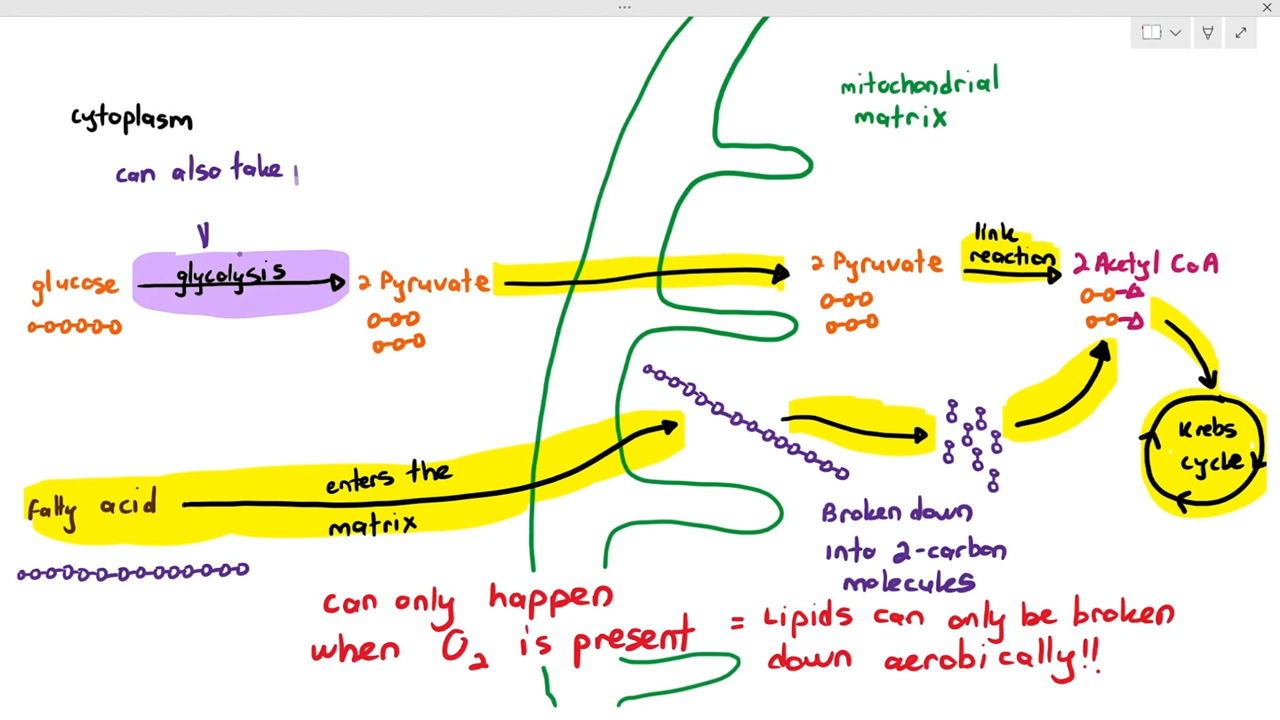 cytoplasm
can also take
glucose
glycolysis
2 Pyruvate
mitochondrial
matrix
2 Pyruvate
link
reaction
2 Acetyl CoA
Krebs
cycle
Fatty acid
enters the
matrix
Broken down
into 2-carbon
molecules
can only happen
when O₂ is present
= Lipids can only be broken
down aerobically!!